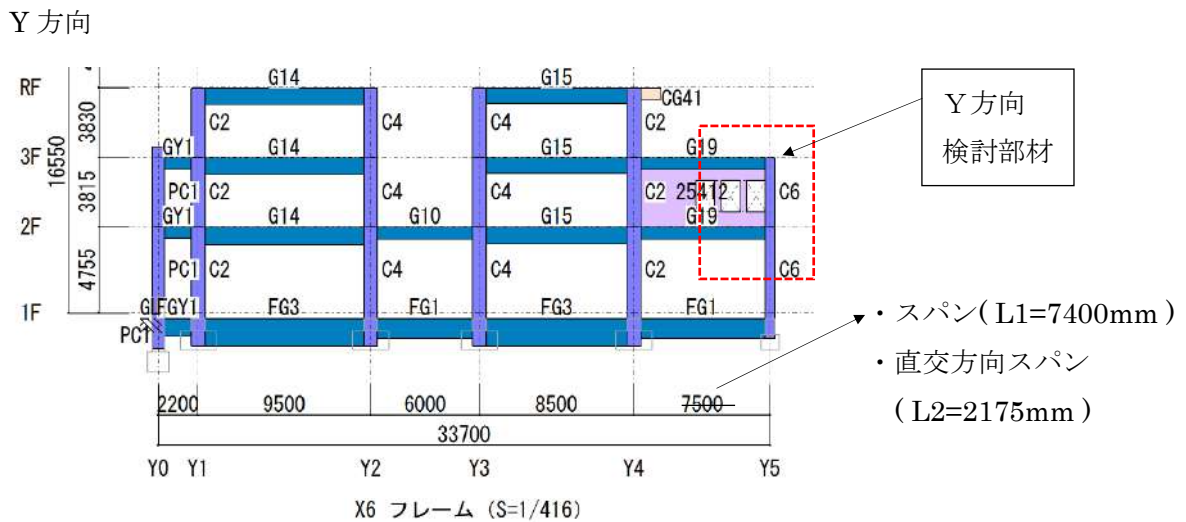 Y 方向
RF
3F
2F
1F
3830
3815
4755
16550
G14
G15
CG41
C2
C4
C4
C2
GY1
G14
G15
G19
PC1
C2
C4
C4
C2
25412
C6
GY1
G14
G10
G15
G19
PC1
C2
C4
C4
C2
C6
GLFGY1
FG3
FG1
FG3
FG1
PC1
2200
9500
6000
8500
7500
33700
Y0
Y1
Y2
Y3
Y4
Y5
X6 フレーム (S=1/416)
Y方向
検討部材
・スパン( L1=7400mm )
・直交方向スパン
( L2=2175mm )